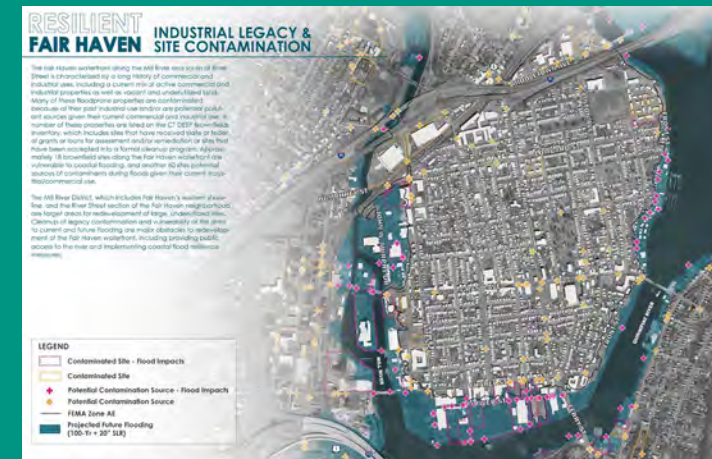 RESILIENT
FAIR HAVEN
INDUSTRIAL LEGACY &
SITE CONTAMINATION
The Fair Haven waterfront along the Mill River and south of River
Street is characterized by a long history of commercial and
industrial uses, including a current mix of active commercial and
industrial properties as well as vacant and underutilized land.
Many of these floodprone properties are contaminated
because of their past industrial use and/or are potential pollut-
ant sources given their current commercial and industrial use. A
number of these properties are listed on the CT DEEP Brownfields
Inventory, which includes sites that have received state or feder-
al grants or loans for assessment and/or remediation or sites that
have been accepted into a formal cleanup program. Approxi-
mately 18 brownfield sites along the Fair Haven waterfront are
vulnerable to coastal flooding, and another 60 sites potential
sources of contaminants during floods given their current indus-
trial/commercial use.
The Mill River District, which includes Fair Haven's western shore-
line, and the River Street section of the Fair Haven neighborhood
are target areas for redevelopment of large, underutilized sites.
Cleanup of legacy contamination and vulnerability of the area
to current and future flooding are major obstacles to redevelop-
ment of the Fair Haven waterfront, including providing public
access to the river and implementing coastal flood resilience
measures.
LEGEND
Contaminated Site - Flood Impacts
Contaminated Site
Potential Contamination Source - Flood Impacts
Potential Contamination Source
FEMA Zone AE
Projected Future Flooding
(100-Yr + 20" SLR)
MILL RIVER
QUINNIPIAC RIVER